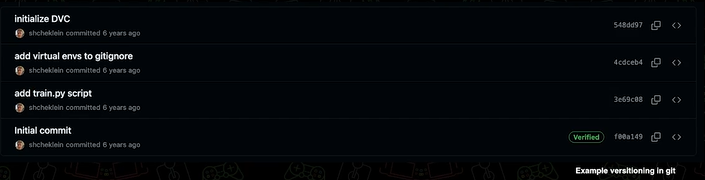 initialize DVC
shcheklein committed 6 years ago
548dd97
add virtual envs to gitignore
shcheklein committed 6 years ago
4cdceb4
add train.py script
shcheklein committed 6 years ago
3e69c08
Initial commit
shcheklein committed 6 years ago
Verified
f00a149
Example versitioning in git